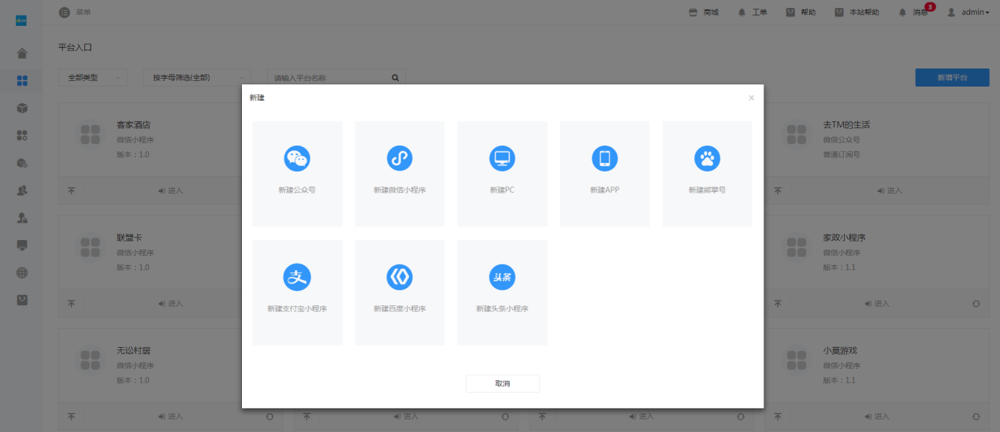 菜单
商城
工单
帮助
本站帮助
消息
3
admin
平台入口
全部类型
按字母筛选(全部)
请输入平台名称
新增平台
新建
×
新建公众号
新建微信小程序
新建PC
新建APP
新建熊掌号
新建支付宝小程序
新建百度小程序
头条
新建头条小程序
取消
客家酒店
微信小程序
版本：1.0
进入
去TM的生活
微信公众号
普通订阅号
进入
联盟卡
微信小程序
版本：1.0
进入
家政小程序
微信小程序
版本：1.1
进入
无讼村居
微信小程序
版本：1.0
进入
进入
进入
小莫游戏
微信小程序
版本：1.1
进入